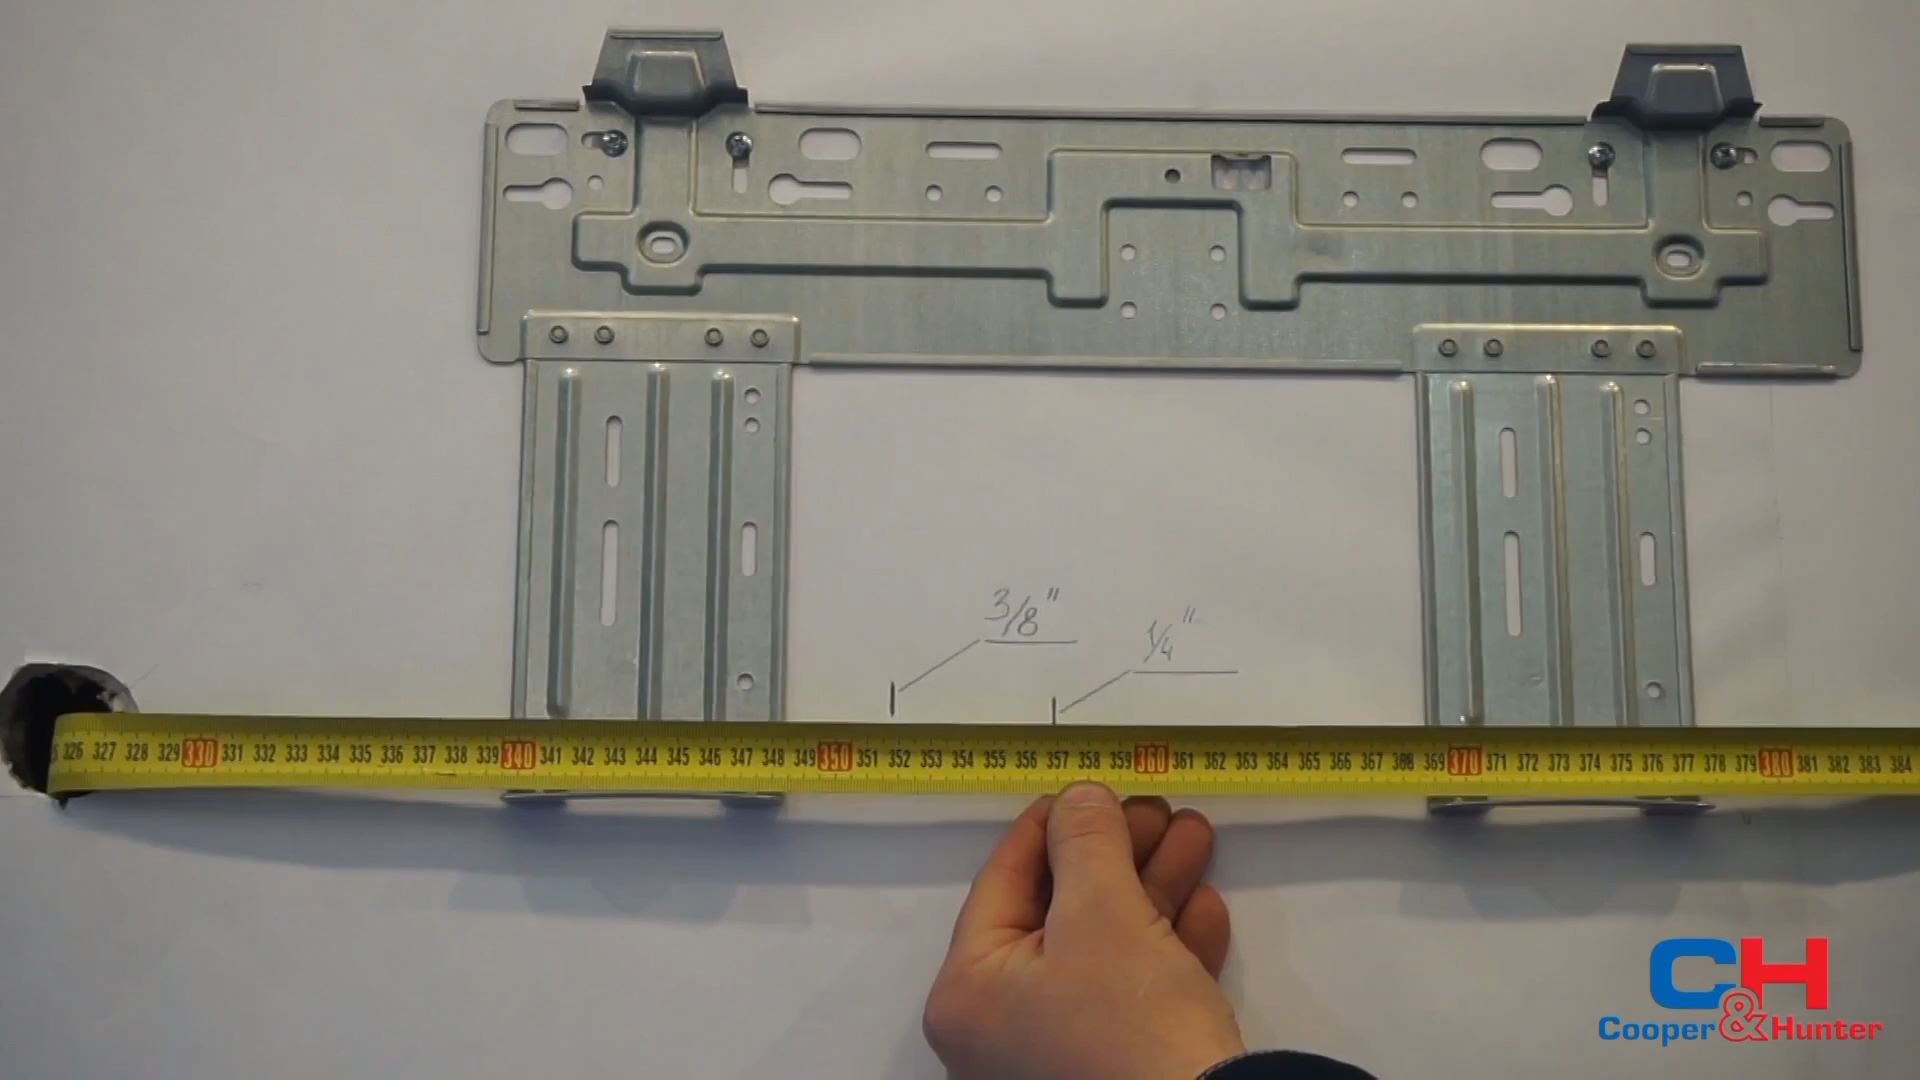 3/8"
1/4"
326 327 328 329 330 331 332 333 334 335 336 337 338 339 340 341 342 343 344 345 346 347 348 349 350 351 352 353 354 355 356 357 358 359 360 361 362 363 364 365 366 367 368 369 370 371 372 373 374 375 376 377 378 379 380 381 382 383 384
CH
Cooper&Hunter